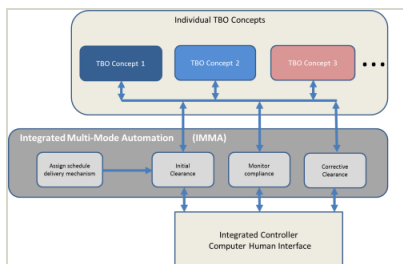 Individual TBO Concepts
TBO Concept 1
TBO Concept 2
TBO Concept 3
Integrated Multi-Mode Automation (IMMA)
Assign schedule
delivery mechanism
Initial
Clearance
Monitor
compliance
Corrective
Clearance
Integrated Controller
Computer Human Interface